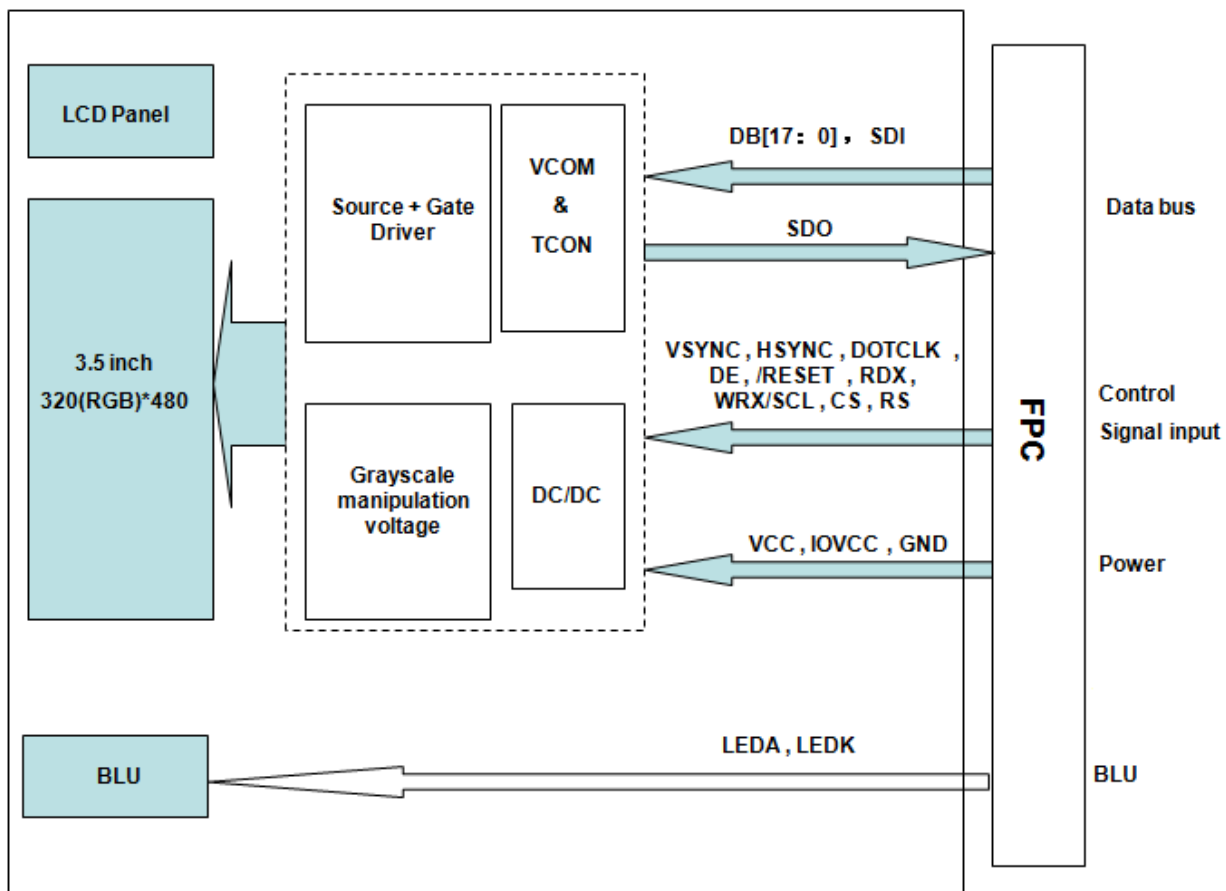 LCD Panel
3.5 inch
320(RGB)*480
Source + Gate
Driver
VCOM
&
TCON
Grayscale
manipulation
voltage
DC/DC
DB[17：0]，SDI
SDO
VSYNC , HSYNC , DOTCLK ,
DE, /RESET , RDX,
WRX/SCL , CS , RS
VCC , IOVCC , GND
LEDA , LEDK
BLU
FPC
Data bus
Control
Signal input
Power
BLU